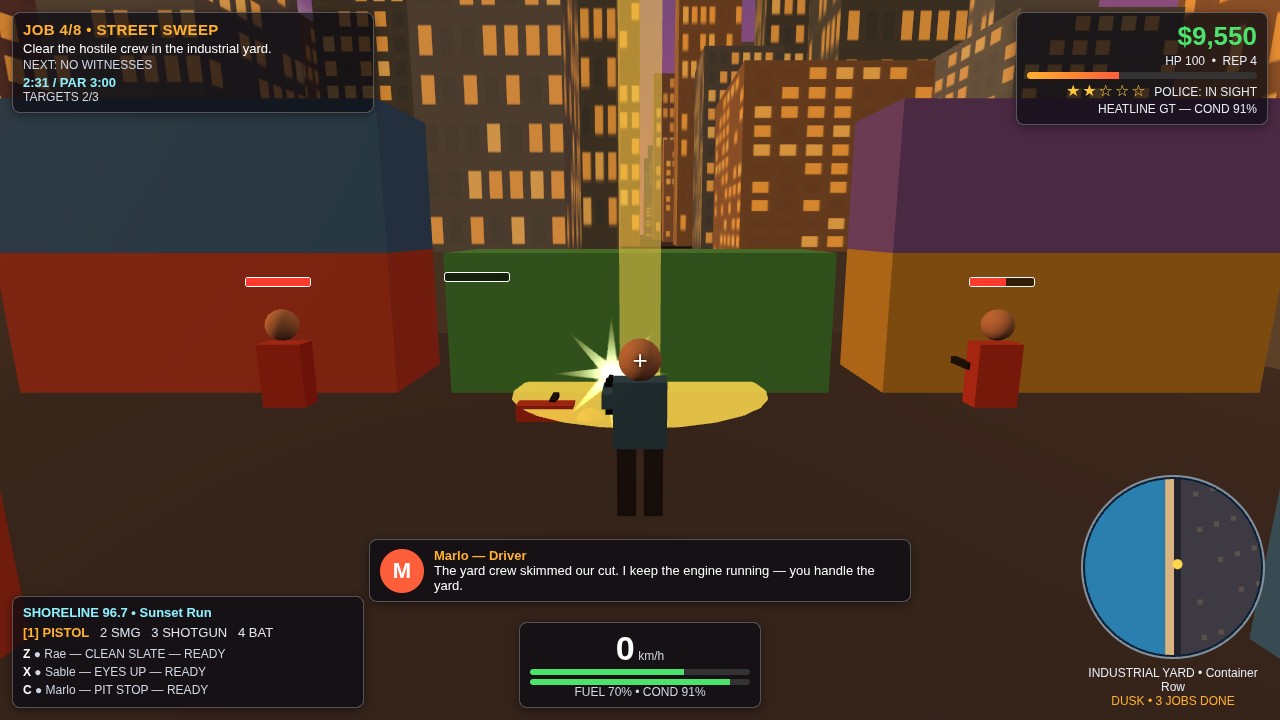 JOB 4/8 • STREET SWEEP
Clear the hostile crew in the industrial yard.
NEXT: NO WITNESSES
2:31 / PAR 3:00
TARGETS 2/3
$9,550
HP 100 • REP 4
★★☆☆☆ POLICE: IN SIGHT
HEATLINE GT — COND 91%
M
Marlo — Driver
The yard crew skimmed our cut. I keep the engine running — you handle the
yard.
SHORELINE 96.7 • Sunset Run
[1] PISTOL 2 SMG 3 SHOTGUN 4 BAT
Z ● Rae — CLEAN SLATE — READY
X ● Sable — EYES UP — READY
C ● Marlo — PIT STOP — READY
0 km/h
FUEL 70% • COND 91%
INDUSTRIAL YARD • Container
Row
DUSK • 3 JOBS DONE